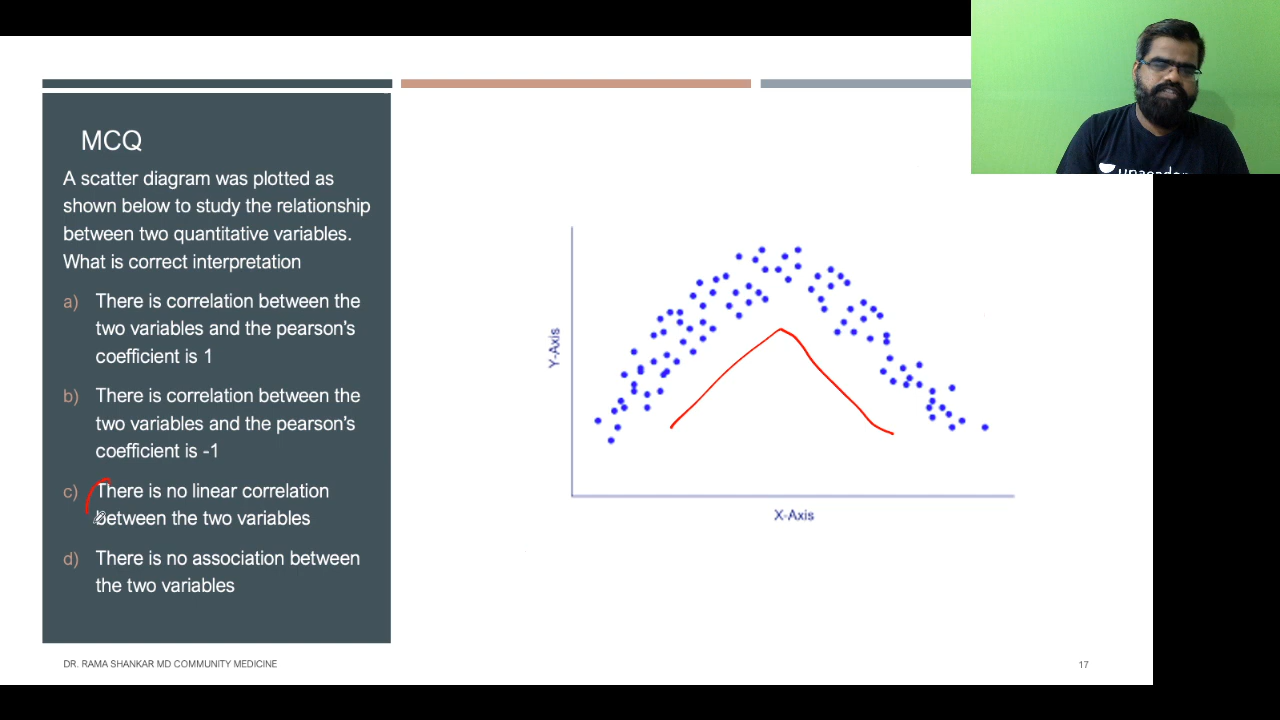 MCQ
A scatter diagram was plotted as
shown below to study the relationship
between two quantitative variables.
What is correct interpretation
a) There is correlation between the
two variables and the pearson's
coefficient is 1
b) There is correlation between the
two variables and the pearson's
coefficient is -1
c) There is no linear correlation
between the two variables
d) There is no association between
the two variables
Y-Axis
X-Axis
DR. RAMA SHANKAR MD COMMUNITY MEDICINE
17